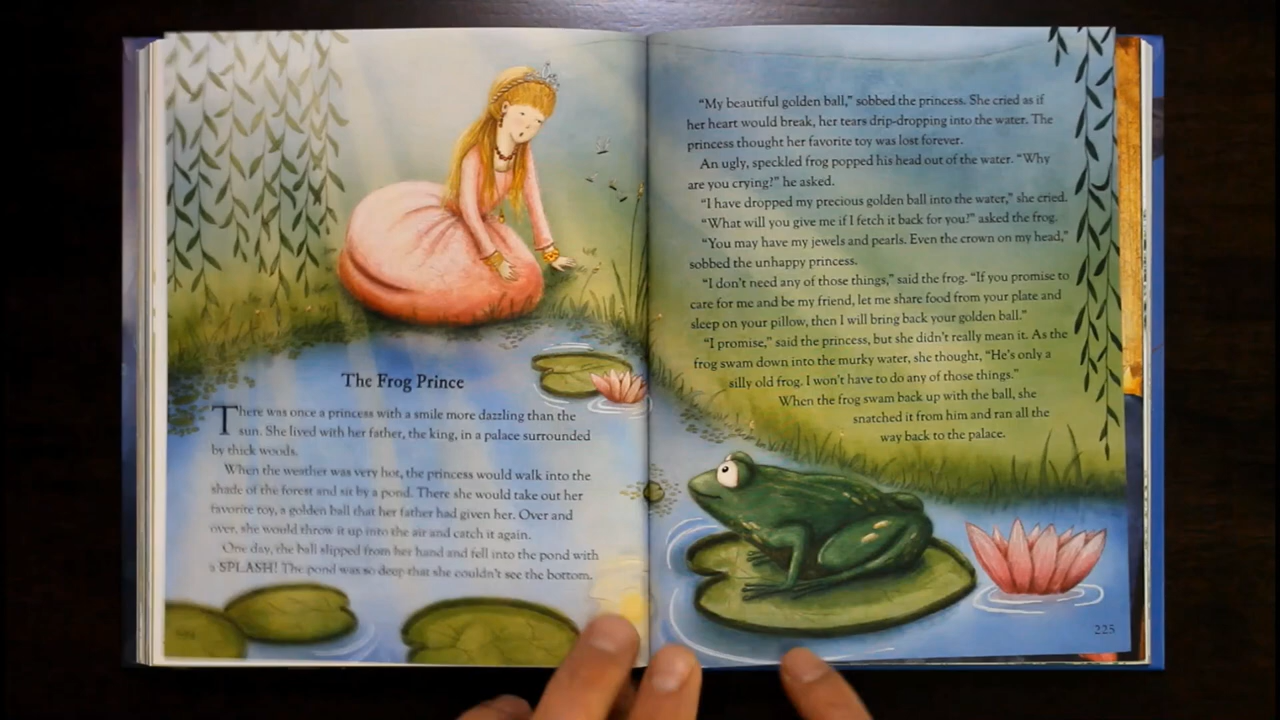 The Frog Prince
There was once a princess with a smile more dazzling than the
sun. She lived with her father, the king, in a palace surrounded
by thick woods.
When the weather was very hot, the princess would walk into the
shade of the forest and sit by a pond. There she would take out her
favorite toy, a golden ball that her father had given her. Over and
over, she would throw it up into the air and catch it again.
One day, the ball slipped from her hand and fell into the pond with
a SPLASH! The pond was so deep that she couldn't see the bottom.
"My beautiful golden ball," sobbed the princess. She cried as if
her heart would break, her tears drip-dropping into the water. The
princess thought her favorite toy was lost forever.
An ugly, speckled frog popped his head out of the water. "Why
are you crying?" he asked.
"I have dropped my precious golden ball into the water," she cried.
"What will you give me if I fetch it back for you?" asked the frog.
"You may have my jewels and pearls. Even the crown on my head,"
sobbed the unhappy princess.
"I don't need any of those things," said the frog. "If you promise to
care for me and be my friend, let me share food from your plate and
sleep on your pillow, then I will bring back your golden ball."
"I promise," said the princess, but she didn't really mean it. As the
frog swam down into the murky water, she thought, "He's only a
silly old frog. I won't have to do any of those things."
When the frog swam back up with the ball, she
snatched it from him and ran all the
way back to the palace.
225